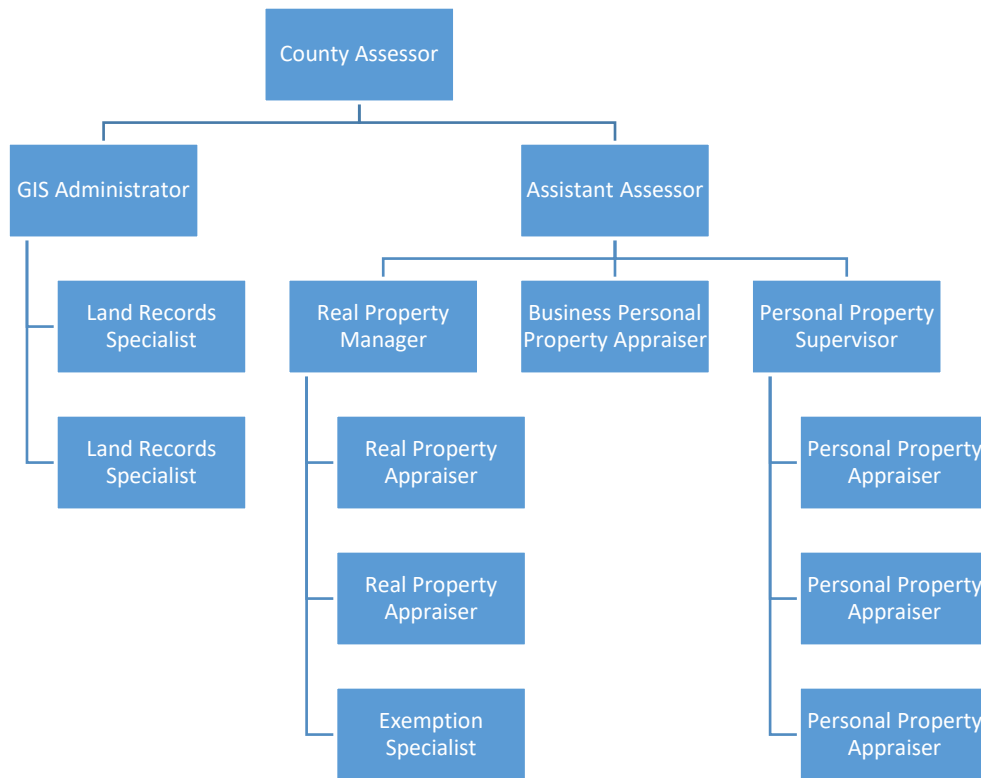 County Assessor
GIS Administrator
Assistant Assessor
Land Records
Specialist
Real Property
Manager
Business Personal
Property Appraiser
Personal Property
Supervisor
Land Records
Specialist
Real Property
Appraiser
Personal Property
Appraiser
Real Property
Appraiser
Personal Property
Appraiser
Exemption
Specialist
Personal Property
Appraiser